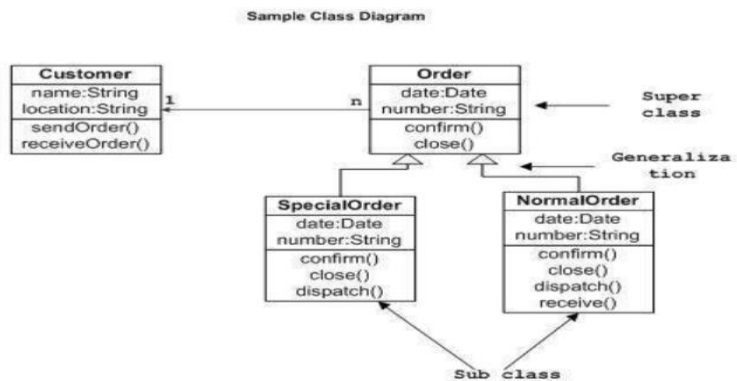 Sample Class Diagram
Customer
name:String
location:String
sendOrder()
receiveOrder()
1
n
Order
date:Date
number:String
confirm()
close()
Super
class
Generaliza
tion
SpecialOrder
date:Date
number:String
confirm()
close()
dispatch()
NormalOrder
date:Date
number:String
confirm()
close()
dispatch()
receive()
Sub class